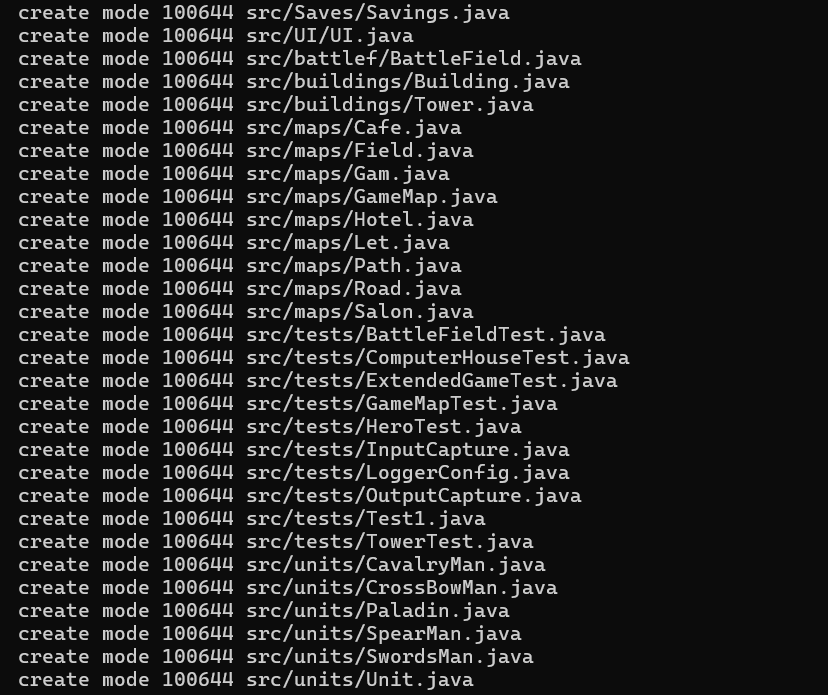 create mode 100644 src/Saves/Savings.java
create mode 100644 src/UI/UI.java
create mode 100644 src/battlef/BattleField.java
create mode 100644 src/buildings/Building.java
create mode 100644 src/buildings/Tower.java
create mode 100644 src/maps/Cafe.java
create mode 100644 src/maps/Field.java
create mode 100644 src/maps/Gam.java
create mode 100644 src/maps/GameMap.java
create mode 100644 src/maps/Hotel.java
create mode 100644 src/maps/Let.java
create mode 100644 src/maps/Path.java
create mode 100644 src/maps/Road.java
create mode 100644 src/maps/Salon.java
create mode 100644 src/tests/BattleFieldTest.java
create mode 100644 src/tests/ComputerHouseTest.java
create mode 100644 src/tests/ExtendedGameTest.java
create mode 100644 src/tests/GameMapTest.java
create mode 100644 src/tests/HeroTest.java
create mode 100644 src/tests/InputCapture.java
create mode 100644 src/tests/LoggerConfig.java
create mode 100644 src/tests/OutputCapture.java
create mode 100644 src/tests/Test1.java
create mode 100644 src/tests/TowerTest.java
create mode 100644 src/units/CavalryMan.java
create mode 100644 src/units/CrossBowMan.java
create mode 100644 src/units/Paladin.java
create mode 100644 src/units/SpearMan.java
create mode 100644 src/units/SwordsMan.java
create mode 100644 src/units/Unit.java